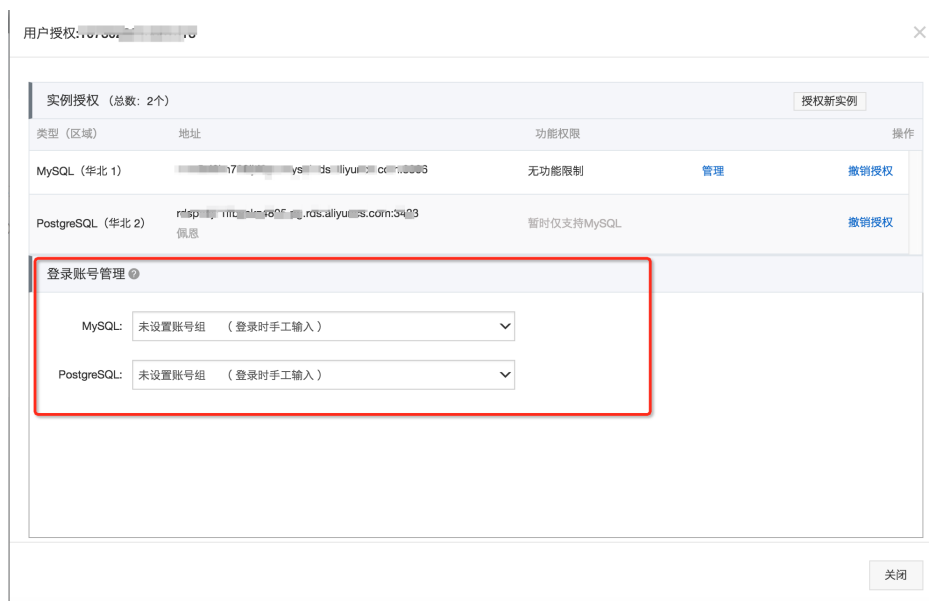 用户授权:
实例授权 （总数：2个）
授权新实例
类型（区域） 地址 功能权限 操作
MySQL（华北 1） 无功能限制 管理 撤销授权
PostgreSQL（华北 2） 暂时仅支持MySQL 撤销授权
佩恩
登录账号管理
MySQL: 未设置账号组 （登录时手工输入）
PostgreSQL: 未设置账号组 （登录时手工输入）
关闭